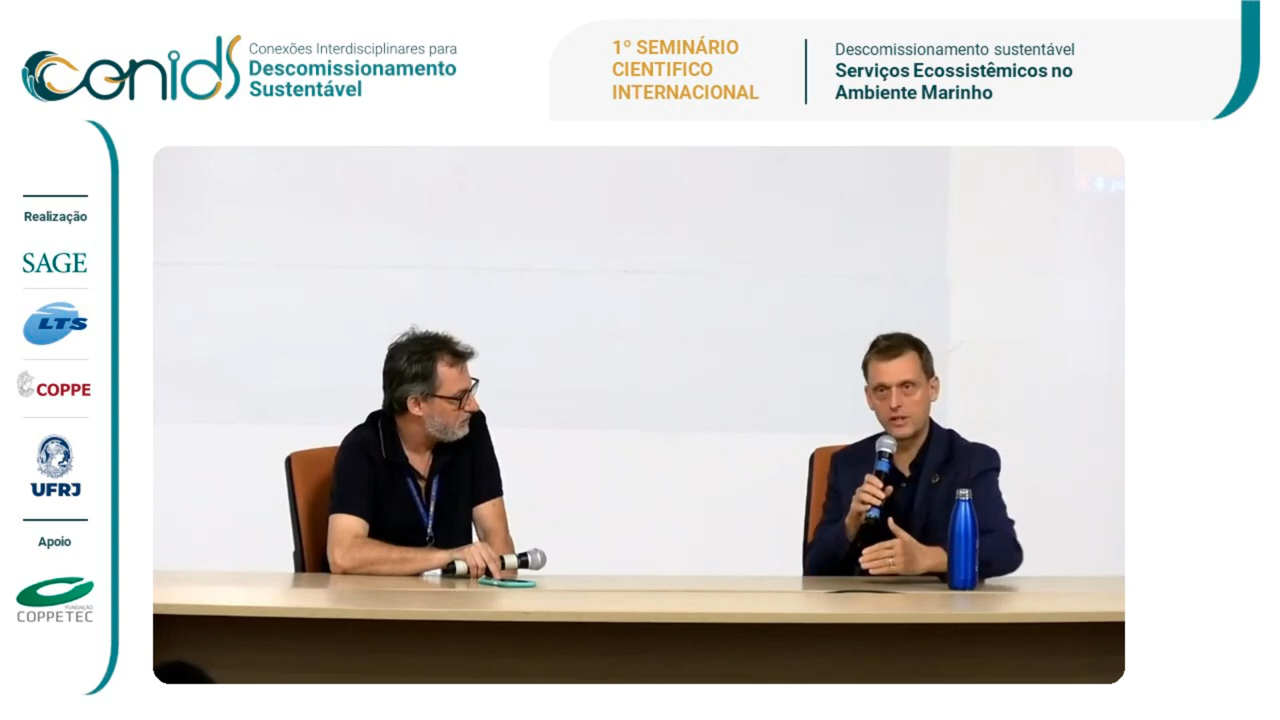 conids
Conexões Interdisciplinares para
Descomissionamento
Sustentável
1º SEMINÁRIO
CIENTIFICO
INTERNACIONAL
Descomissionamento sustentável
Serviços Ecossistêmicos no
Ambiente Marinho
Realização
SAGE
LTS
COPPE
UFRJ
Apoio
FUNDAÇÃO
COPPETEC